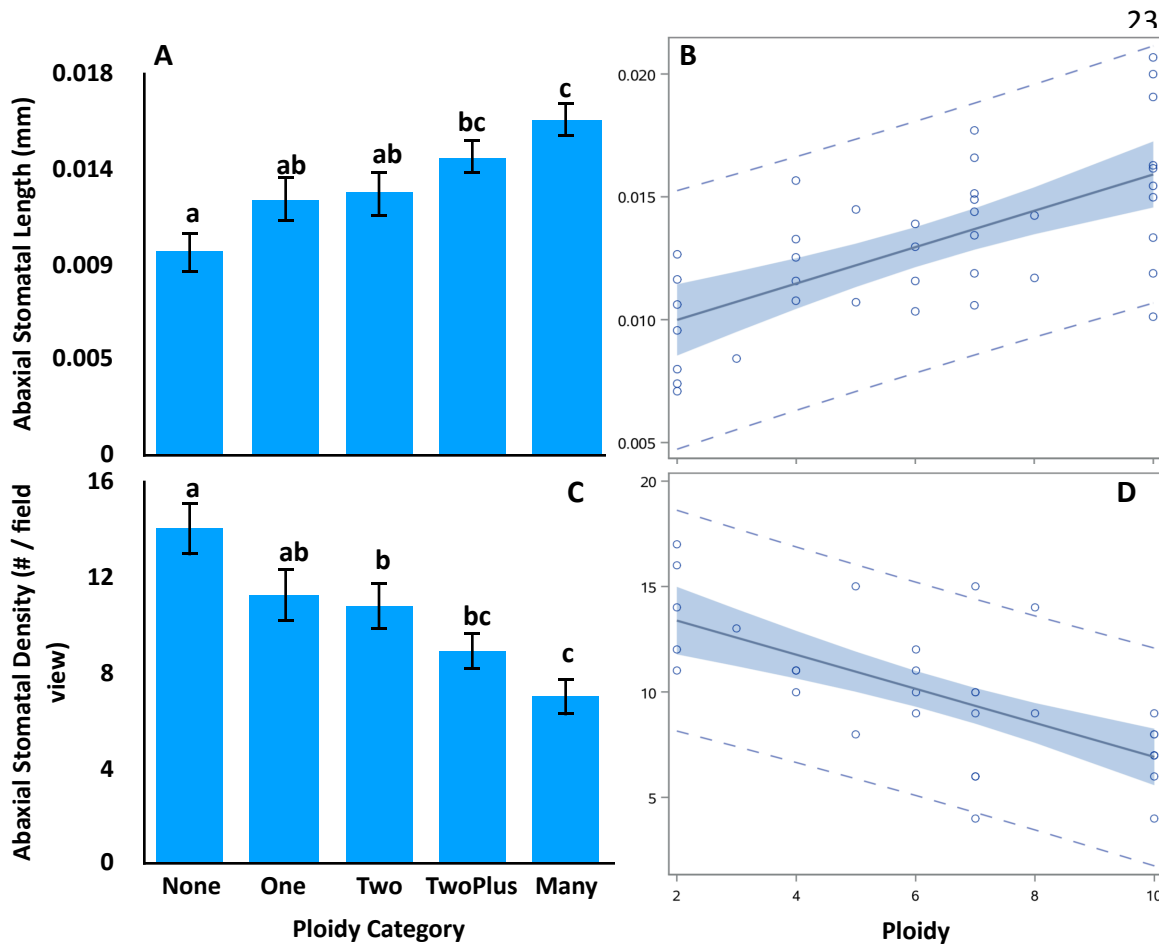 23
A
B
Abaxial Stomatal Length (mm)
0.018
0.014
0.009
0.005
0
a
ab
ab
bc
c
0.020
0.015
0.010
0.005
C
D
Abaxial Stomatal Density (# / field
view)
16
12
8
4
0
a
ab
b
bc
c
None One Two TwoPlus Many
Ploidy Category
20
15
10
5
2 4 6 8 10
Ploidy